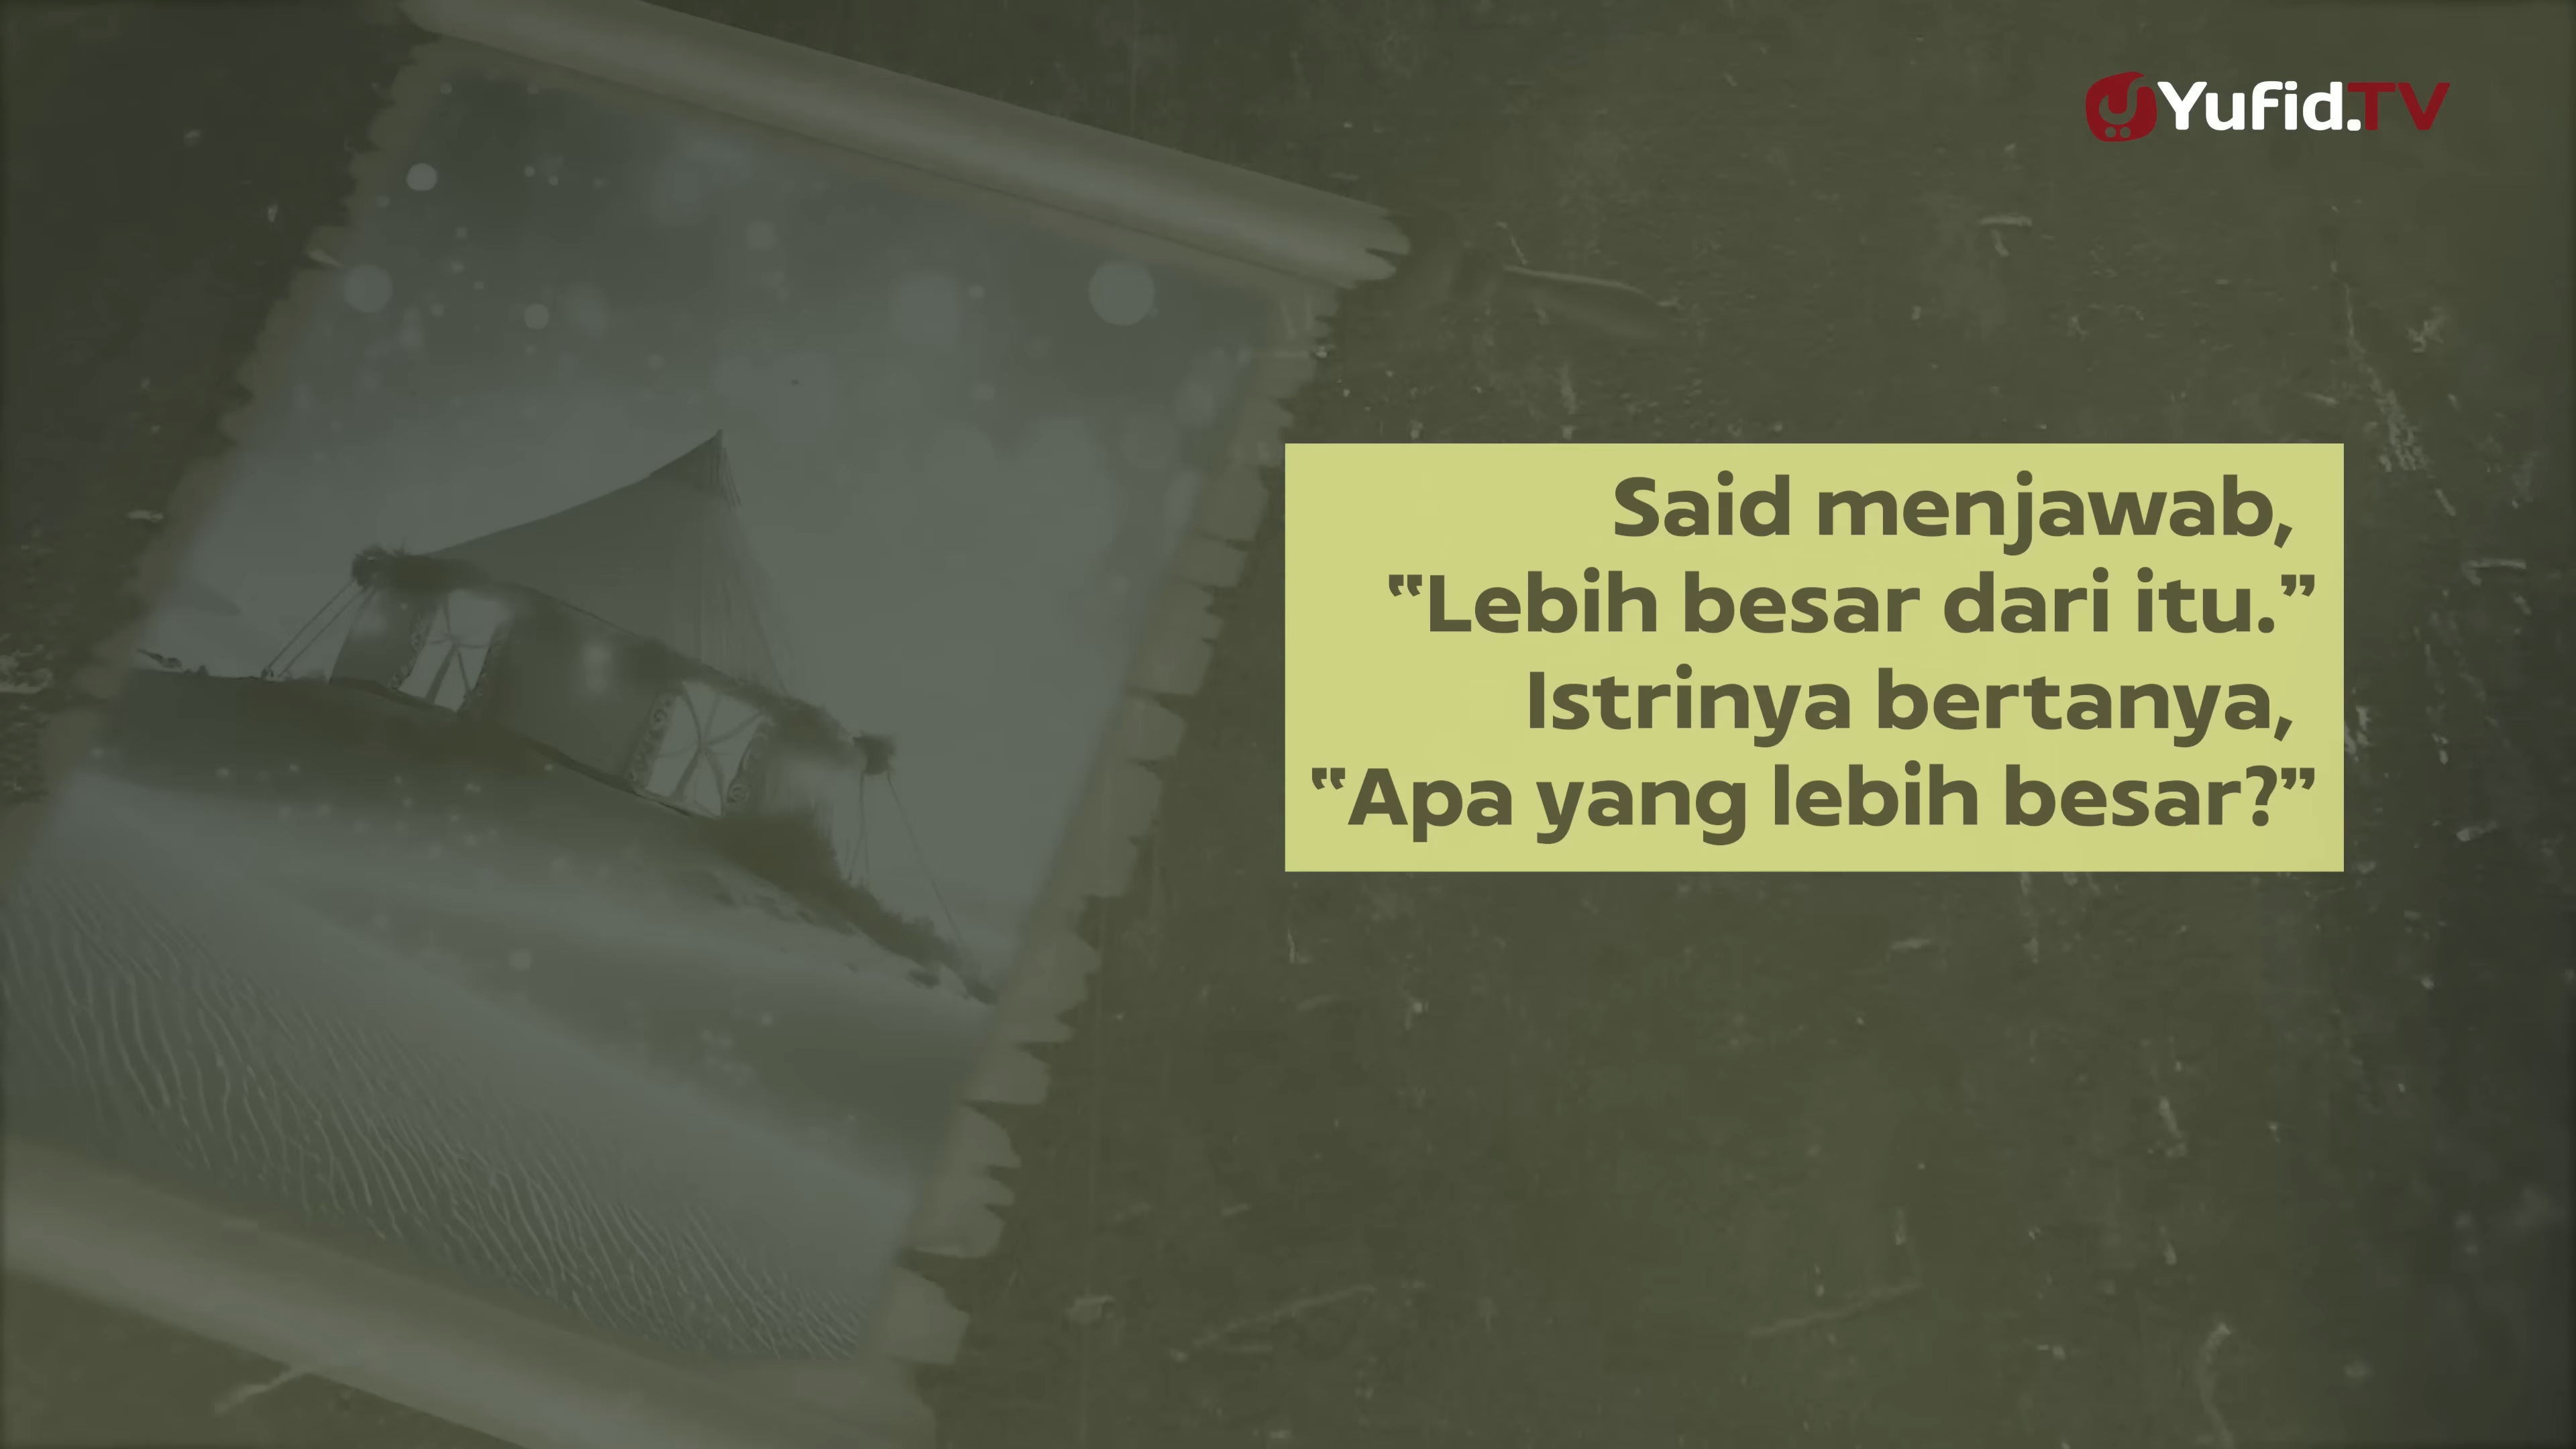 Yufid.TV
Said menjawab,
“Lebih besar dari itu.”
Istrinya bertanya,
“Apa yang lebih besar?”